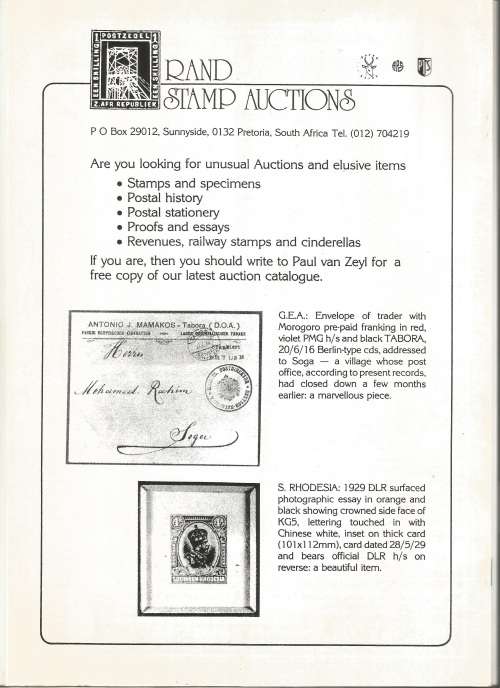 POSTZEGEL
EEN SHILLING
EEN SHILLING
Z. AFR. REPUBLIEK
RAND
STAMP AUCTIONS
P O Box 29012, Sunnyside, 0132 Pretoria, South Africa Tel. (012) 704219
Are you looking for unusual Auctions and elusive items
• Stamps and specimens
• Postal history
• Postal stationery
• Proofs and essays
• Revenues, railway stamps and cinderellas
If you are, then you should write to Paul van Zeyl for a
free copy of our latest auction catalogue.
ANTONIO J. MAMAKOS - Tabora (D.O.A.)
Herrn
Mohamed Rashim
Soga
G.E.A.: Envelope of trader with
Morogoro pre-paid franking in red,
violet PMG h/s and black TABORA,
20/6/16 Berlin-type cds, addressed
to Soga — a village whose post
office, according to present records,
had closed down a few months
earlier: a marvellous piece.
SOUTHERN RHODESIA
S. RHODESIA: 1929 DLR surfaced
photographic essay in orange and
black showing crowned side face of
KG5, lettering touched in with
Chinese white, inset on thick card
(101x112mm), card dated 28/5/29
and bears official DLR h/s on
reverse: a beautiful item.